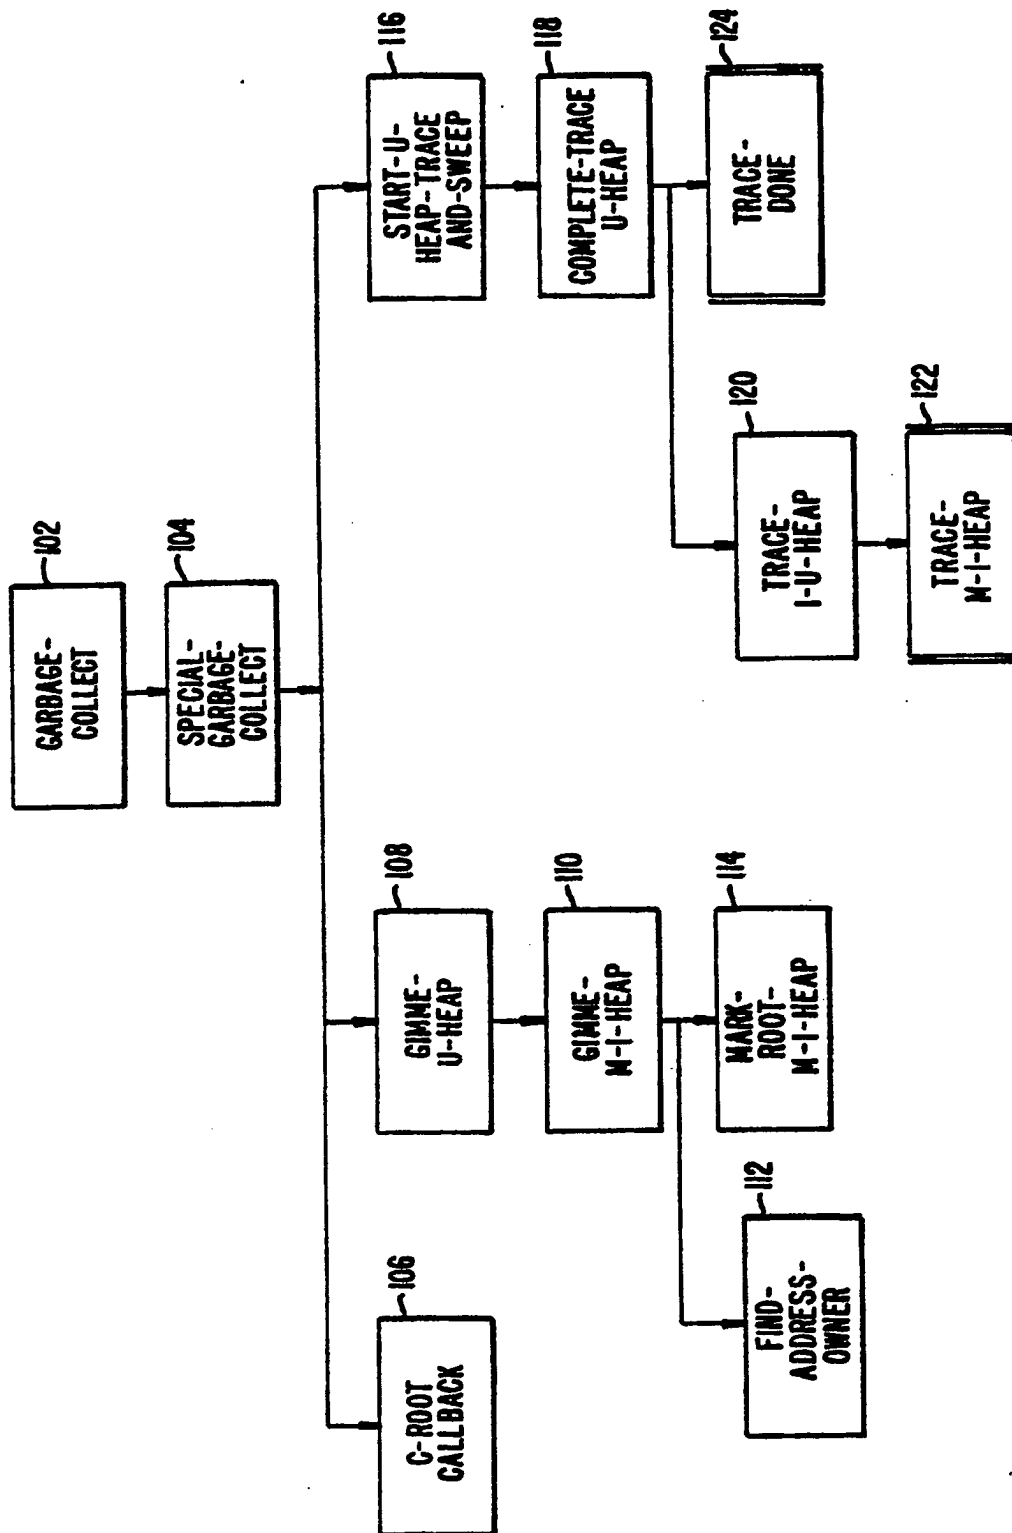 GARBAGE-
COLLECT
102
SPECIAL-
GARBAGE-
COLLECT
104
C-ROOT
CALLBACK
106
GIMME-
U-HEAP
108
GIMME-
M-I-HEAP
110
FIND-
ADDRESS-
OWNER
112
MARK-
ROOT-
M-I-HEAP
114
START-U-
HEAP-TRACE
AND-SWEEP
116
COMPLETE-TRACE
U-HEAP
118
TRACE-
I-U-HEAP
120
TRACE-
M-I-HEAP
122
TRACE-
DONE
124